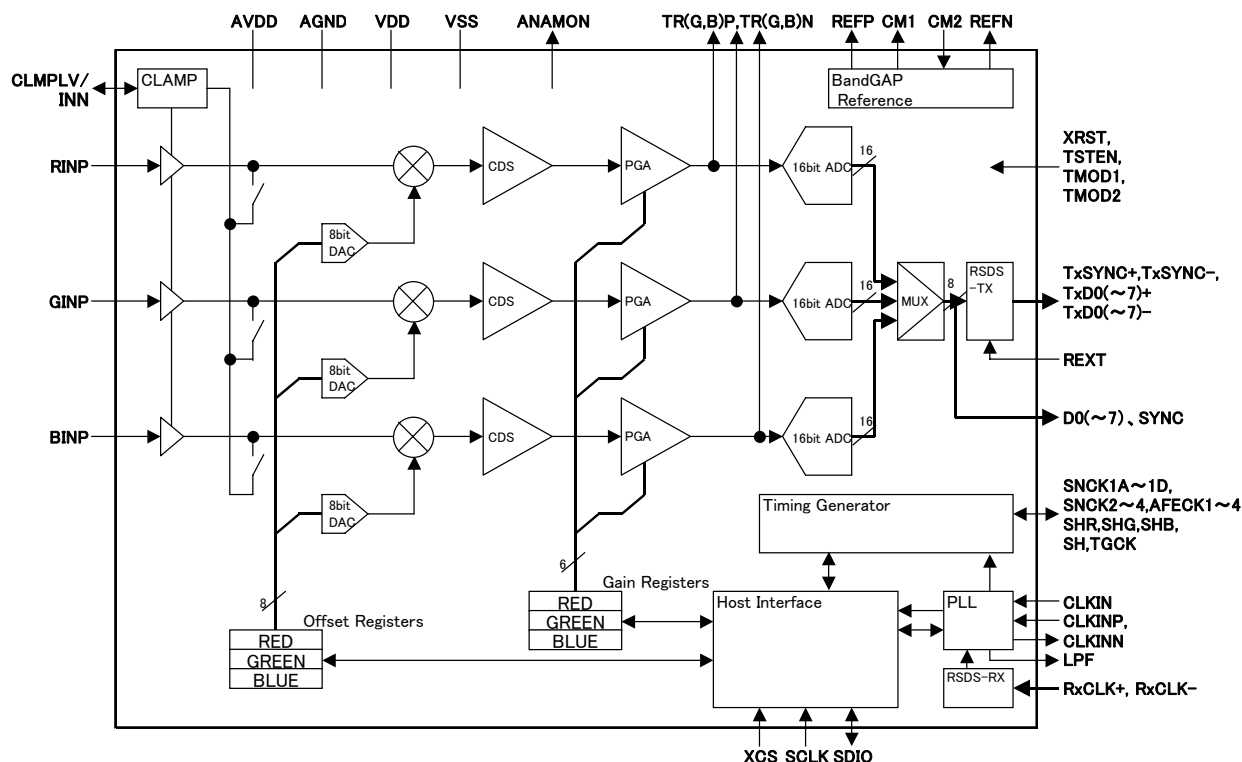 AVDD AGND VDD VSS ANAMON TR(G,B)P,TR(G,B)N REFP CM1 CM2 REFN
CLMPLV/
INN
CLAMP
BandGAP
Reference
RINP
CDS
PGA
16bit ADC
16
XRST,
TSTEN,
TMOD1,
TMOD2
8bit
DAC
GINP
CDS
PGA
16bit ADC
16
MUX
8
RSDS
-TX
TxSYNC+,TxSYNC-,
TxD0(~7)+
TxD0(~7)-
REXT
8bit
DAC
D0(~7)、SYNC
BINP
CDS
PGA
16bit ADC
16
8bit
DAC
Timing Generator
SNCK1A~1D,
SNCK2~4,AFECK1~4
SHR,SHG,SHB,
SH,TGCK
6
Gain Registers
RED
GREEN
BLUE
8
Offset Registers
RED
GREEN
BLUE
Host Interface
PLL
CLKIN
CLKINP,
CLKINN
LPF
RSDS-RX
RxCLK+, RxCLK-
XCS SCLK SDIO